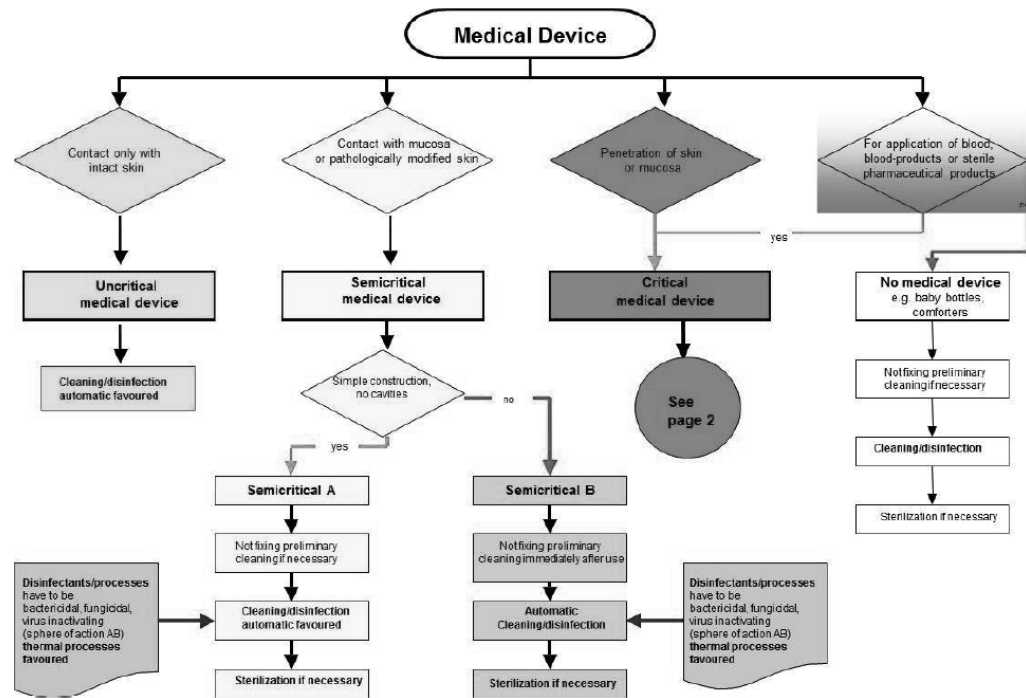 Medical Device
Contact only with
intact skin
Contact with mucosa
or pathologically modified skin
Penetration of skin
or mucosa
For application of blood,
blood-products or sterile
pharmaceutical products
yes
Uncritical
medical device
Semicritical
medical device
Critical
medical device
No medical device
e.g. baby bottles,
comforters
Cleaning/disinfection
automatic favoured
Simple construction,
no cavities
no
yes
See
page 2
Not fixing preliminary
cleaning if necessary
Cleaning/disinfection
Sterilization if necessary
Semicritical A
Semicritical B
Not fixing preliminary
cleaning if necessary
Not fixing preliminary
cleaning immediately after use
Disinfectants/processes
have to be
bactericidal, fungicidal,
virus inactivating
(sphere of action AB)
thermal processes
favoured
Cleaning/disinfection
automatic favoured
Automatic
Cleaning/disinfection
Disinfectants/processes
have to be
bactericidal, fungicidal,
virus inactivating
(sphere of action AB)
thermal processes
favoured
Sterilization if necessary
Sterilization if necessary